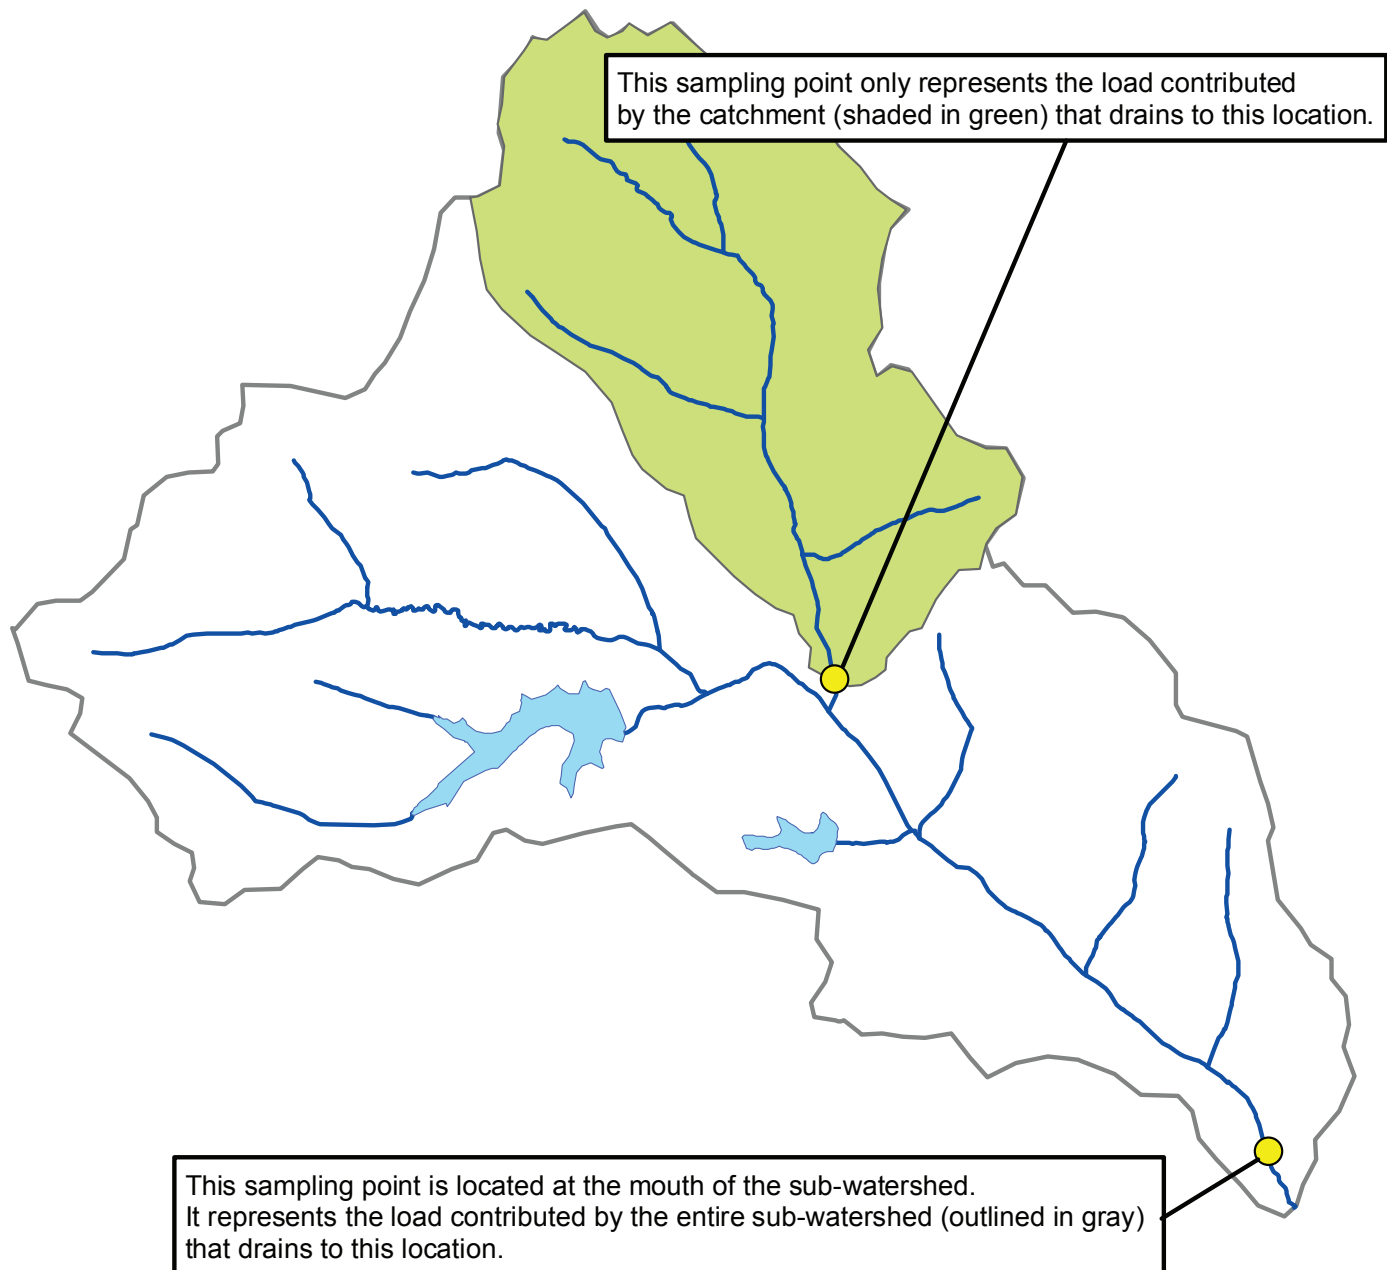 This sampling point only represents the load contributed
by the catchment (shaded in green) that drains to this location.
This sampling point is located at the mouth of the sub-watershed.
It represents the load contributed by the entire sub-watershed (outlined in gray)
that drains to this location.